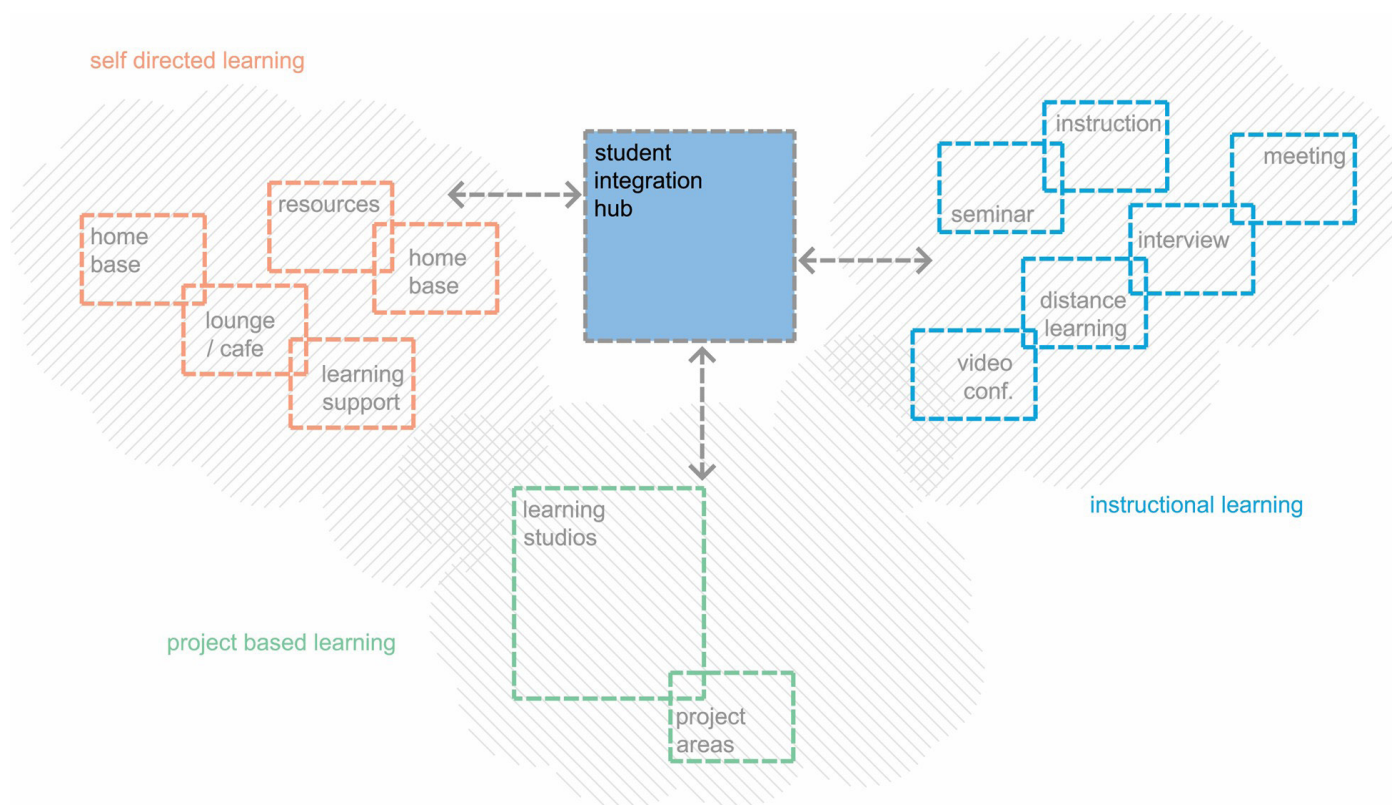 self directed learning
home
base
resources
home
base
lounge
/ cafe
learning
support
student
integration
hub
instruction
seminar
meeting
interview
distance
learning
video
conf.
instructional learning
learning
studios
project
areas
project based learning